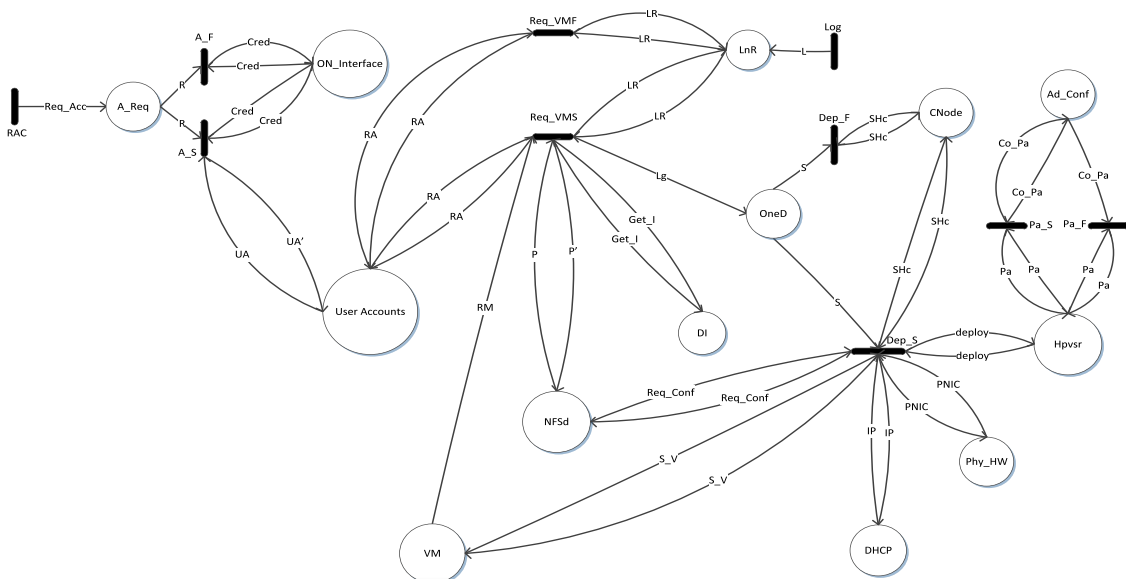 Req_VMF
LR
Log
A_F
LR
LnR
L
Cred
ON_Interface
Cred
R
Req_Acc
A_Req
RAC
R
Cred
Cred
A_S
LR
LR
RA
RA
Req_VMS
Dep_F
SHc
SHc
CNode
Ad_Conf
Co_Pa
Co_Pa
Co_Pa
S
Lg
OneD
RA
RA
UA'
UA
Get_I
Get_I
P
P'
Pa_S
Pa_F
SHc
SHc
Pa
Pa
Pa
Pa
User Accounts
RM
DI
S
Dep_S
deploy
deploy
Hpvsr
Req_Conf
Req_Conf
PNIC
PNIC
NFSd
IP
IP
S_V
S_V
Phy_HW
VM
DHCP